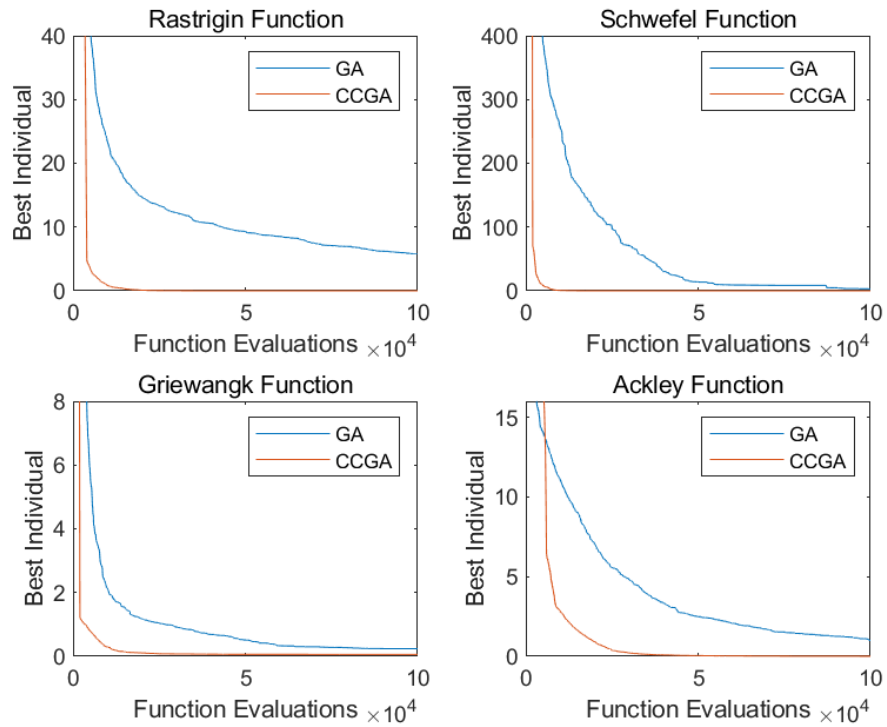 Rastrigin Function
40
30
20
10
0
Best Individual
GA
CCGA
0
5
10
Function Evaluations
×10^4
Schwefel Function
400
300
200
100
0
Best Individual
GA
CCGA
0
5
10
Function Evaluations
×10^4
Griewangk Function
8
6
4
2
0
Best Individual
GA
CCGA
0
5
10
Function Evaluations
×10^4
Ackley Function
15
10
5
0
Best Individual
GA
CCGA
0
5
10
Function Evaluations
×10^4